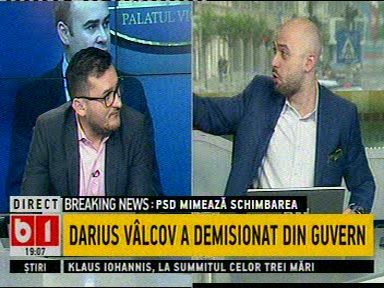 PALATUL VI
DIRECT
BREAKING NEWS: PSD MIMEAZĂ SCHIMBAREA
B1
19:07
DARIUS VÂLCOV A DEMISIONAT DIN GUVERN
ȘTIRI
KLAUS IOHANNIS, LA SUMMITUL CELOR TREI MĂRI